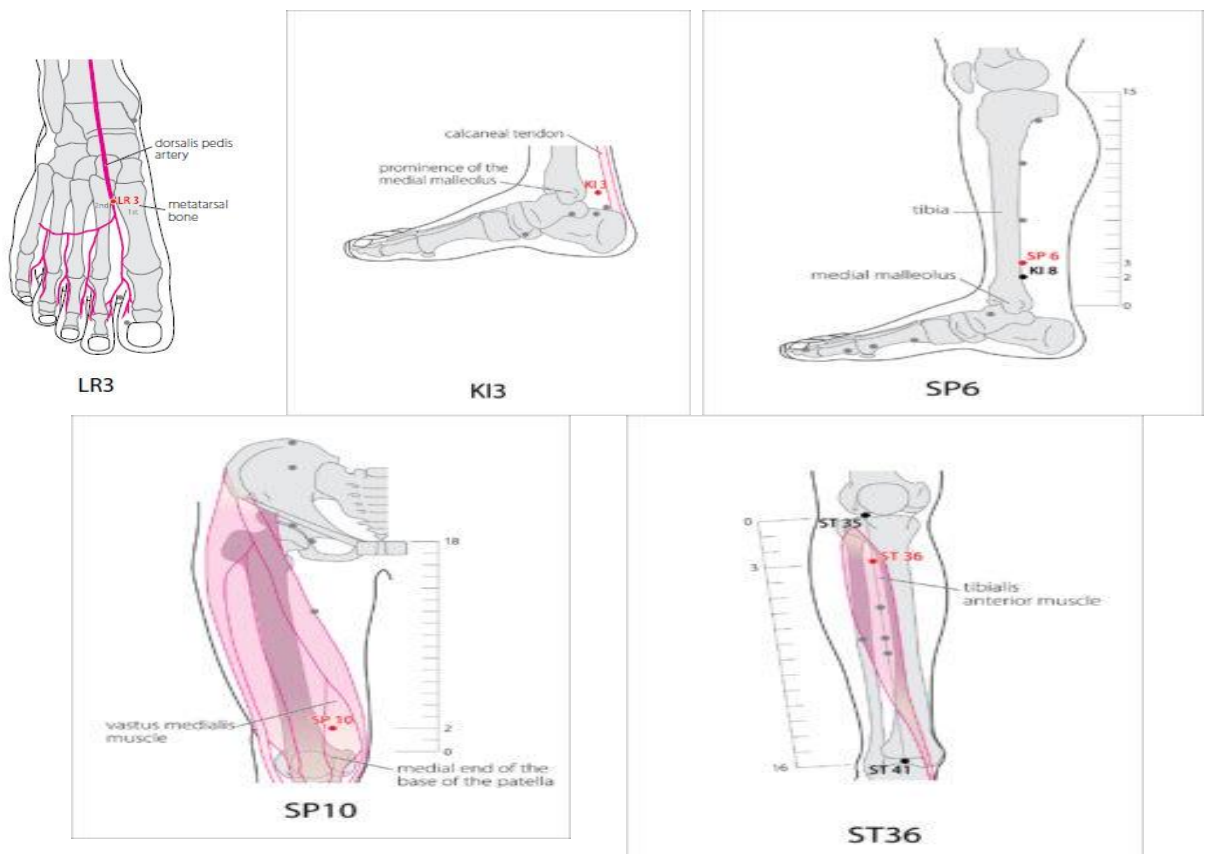 dorsalis pedis
artery
LR 3
2nd
1st
metatarsal
bone
LR3
calcaneal tendon
prominence of the
medial malleolus
KI 3
KI3
15
tibia
SP 6
KI 8
medial malleolus
3
2
0
SP6
18
vastus medialis
muscle
SP 10
2
0
medial end of the
base of the patella
SP10
0
ST 35
3
ST 36
tibialis
anterior muscle
16
ST 41
ST36